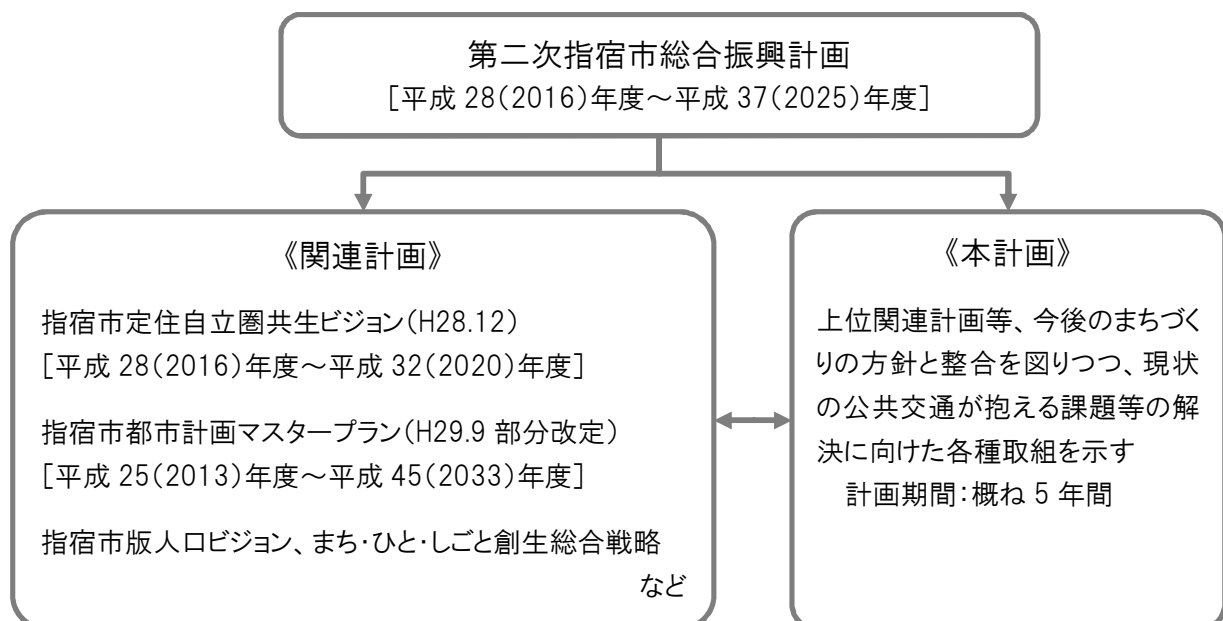 第二次指宿市総合振興計画
[平成 28(2016)年度～平成 37(2025)年度]
《関連計画》
指宿市定住自立圏共生ビジョン(H28.12)
[平成 28(2016)年度～平成 32(2020)年度]
指宿市都市計画マスタープラン(H29.9 部分改定)
[平成 25(2013)年度～平成 45(2033)年度]
指宿市版人口ビジョン、まち・ひと・しごと創生総合戦略
など
《本計画》
上位関連計画等、今後のまちづく
りの方針と整合を図りつつ、現状
の公共交通が抱える課題等の解
決に向けた各種取組を示す
計画期間：概ね 5 年間